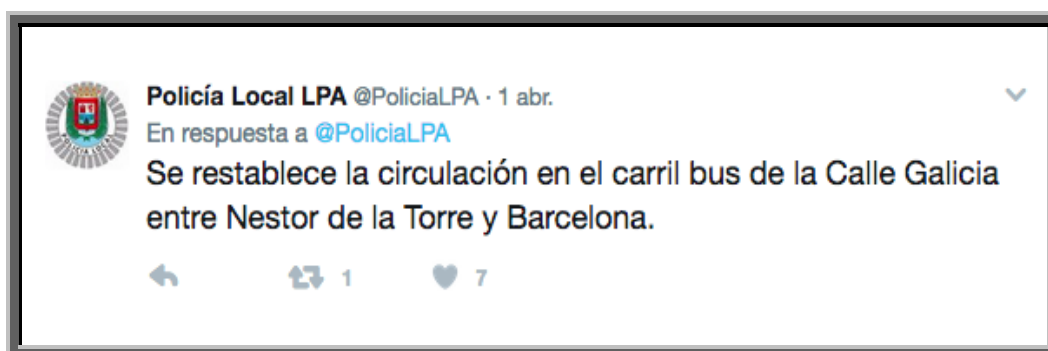 Policía Local LPA @PoliciaLPA · 1 abr.
En respuesta a @PoliciaLPA
Se restablece la circulación en el carril bus de la Calle Galicia
entre Nestor de la Torre y Barcelona.
1 7